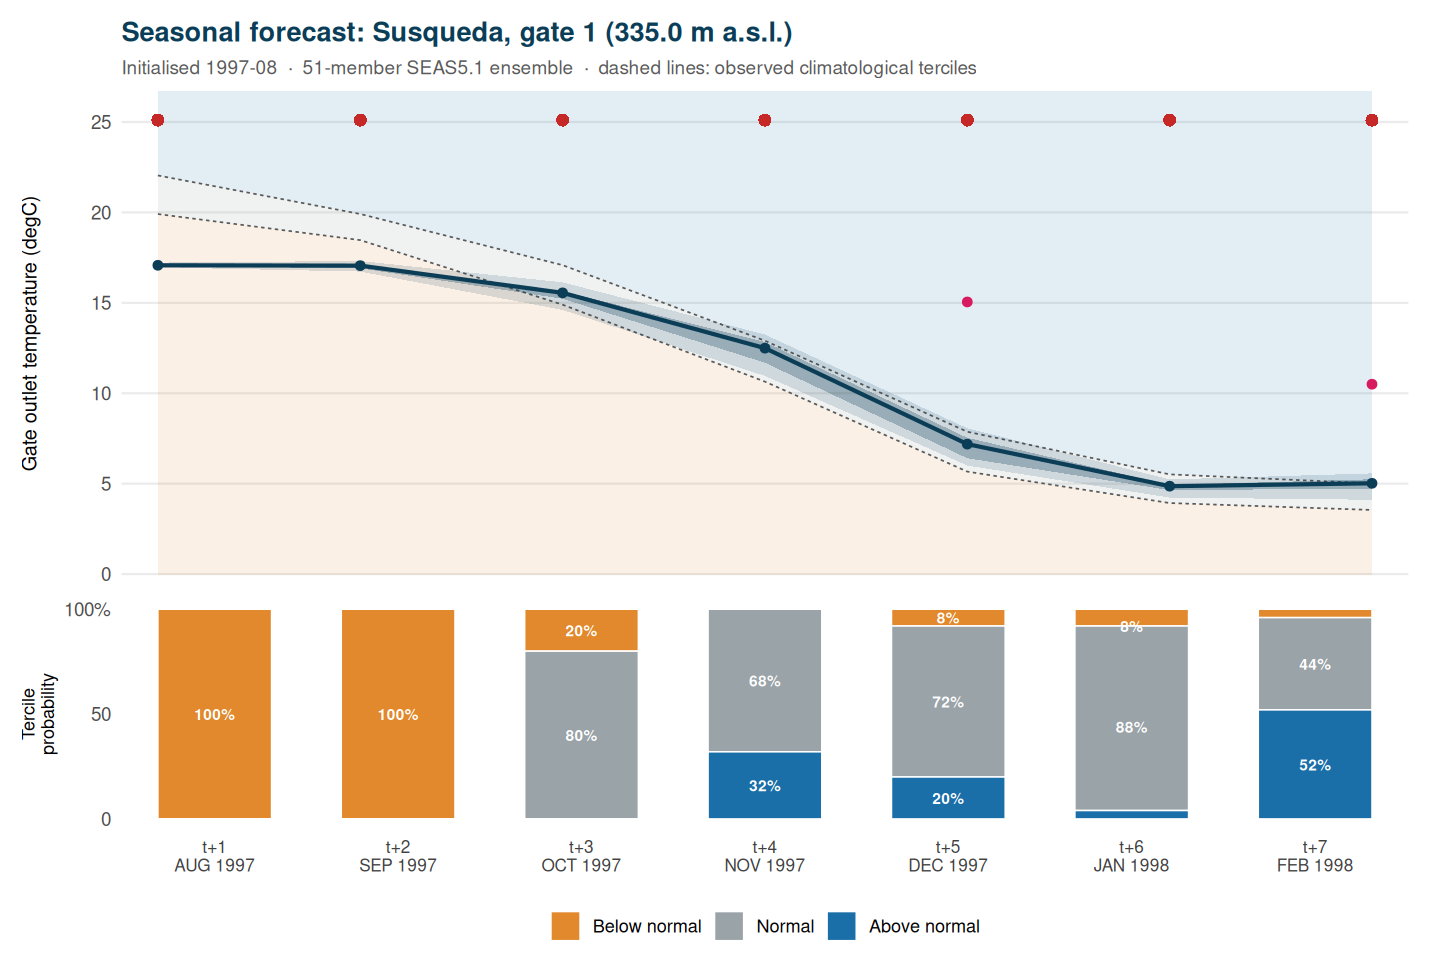 Seasonal forecast: Susqueda, gate 1 (335.0 m a.s.l.)
Initialised 1997-08 · 51-member SEAS5.1 ensemble · dashed lines: observed climatological terciles
Gate outlet temperature (degC)
25
20
15
10
5
0
Tercile
probability
100%
50
0
100%
100%
20%
80%
68%
32%
8%
72%
20%
8%
88%
44%
52%
t+1
AUG 1997
t+2
SEP 1997
t+3
OCT 1997
t+4
NOV 1997
t+5
DEC 1997
t+6
JAN 1998
t+7
FEB 1998
Below normal
Normal
Above normal